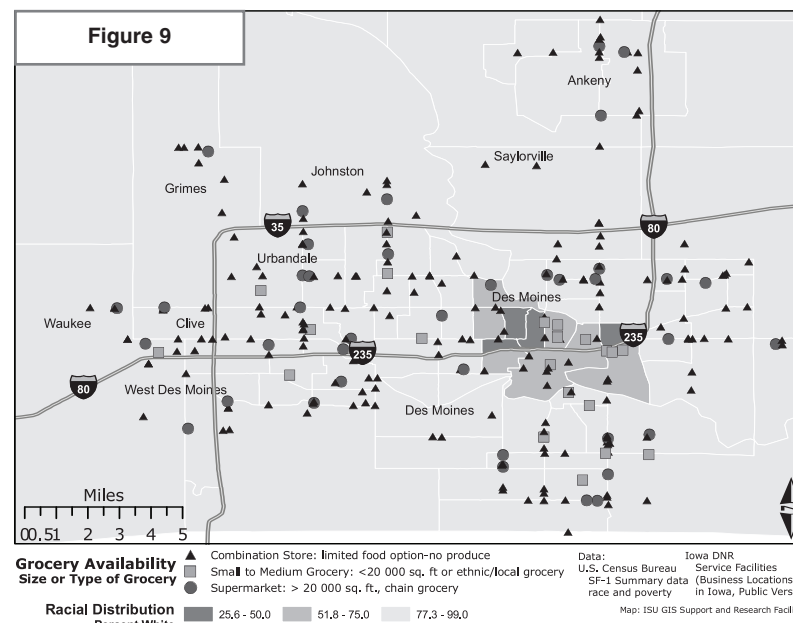 Figure 9
Ankeny
Saylorville
Johnston
Grimes
35
80
Urbandale
Des Moines
Waukee
Clive
235
235
80
West Des Moines
Des Moines
Miles
0 0.5 1 2 3 4 5
Grocery Availability
Size or Type of Grocery
Combination Store: limited food option-no produce
Small to Medium Grocery: <20 000 sq. ft or ethnic/local grocery
Supermarket: > 20 000 sq. ft., chain grocery
Data:
U.S. Census Bureau
SF-1 Summary data
race and poverty
Iowa DNR
Service Facilities
(Business Locations
in Iowa, Public Vers
Racial Distribution
Percent White
25.6 - 50.0
51.8 - 75.0
77.3 - 99.0
Map: ISU GIS Support and Research Facili